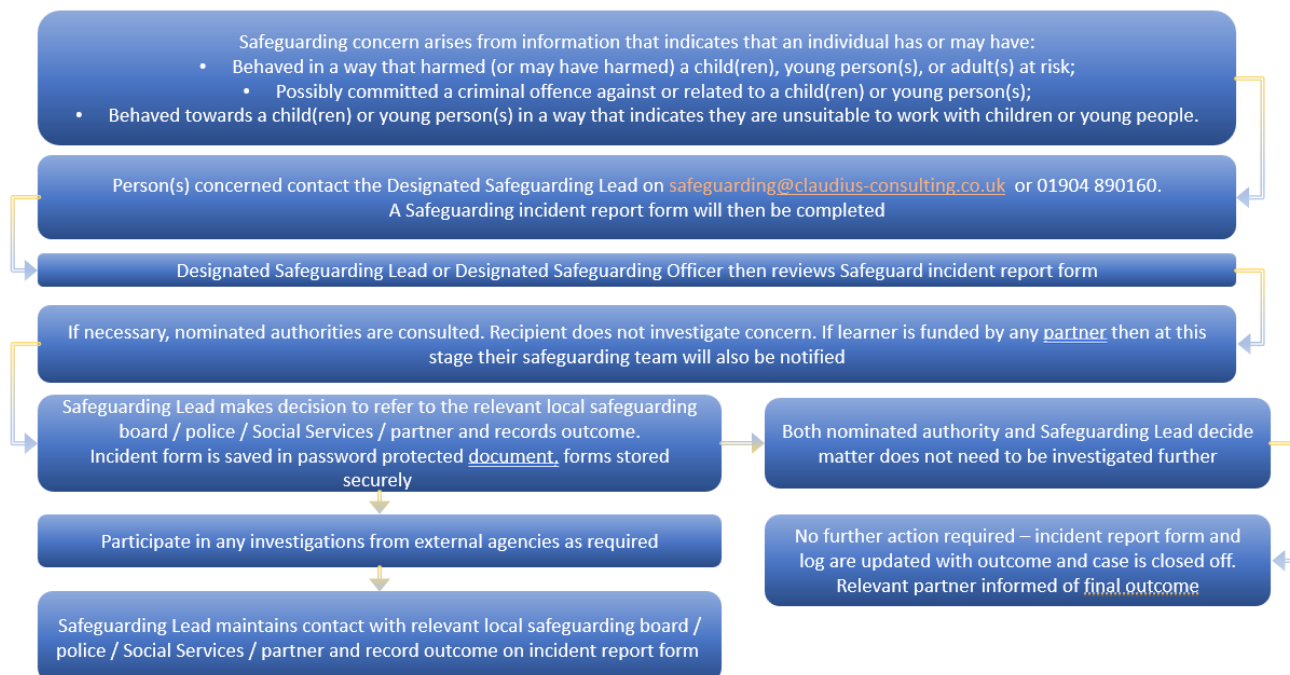 Safeguarding concern arises from information that indicates that an individual has or may have:
• Behaved in a way that harmed (or may have harmed) a child(ren), young person(s), or adult(s) at risk;
• Possibly committed a criminal offence against or related to a child(ren) or young person(s);
• Behaved towards a child(ren) or young person(s) in a way that indicates they are unsuitable to work with children or young people.
Person(s) concerned contact the Designated Safeguarding Lead on safeguarding@claudius-consulting.co.uk or 01904 890160.
A Safeguarding incident report form will then be completed
Designated Safeguarding Lead or Designated Safeguarding Officer then reviews Safeguard incident report form
If necessary, nominated authorities are consulted. Recipient does not investigate concern. If learner is funded by any partner then at this
stage their safeguarding team will also be notified
Safeguarding Lead makes decision to refer to the relevant local safeguarding
board / police / Social Services / partner and records outcome.
Incident form is saved in password protected document, forms stored
securely
Both nominated authority and Safeguarding Lead decide
matter does not need to be investigated further
Participate in any investigations from external agencies as required
No further action required – incident report form and
log are updated with outcome and case is closed off.
Relevant partner informed of final outcome
Safeguarding Lead maintains contact with relevant local safeguarding board /
police / Social Services / partner and record outcome on incident report form